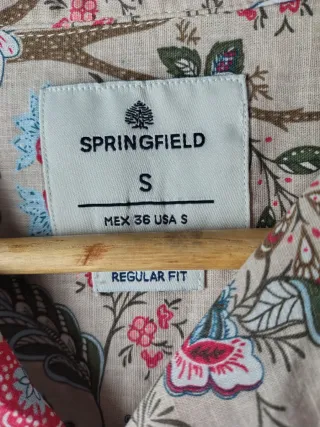 SPRINGFIELD
S
MEX 36 USA S
REGULAR FIT